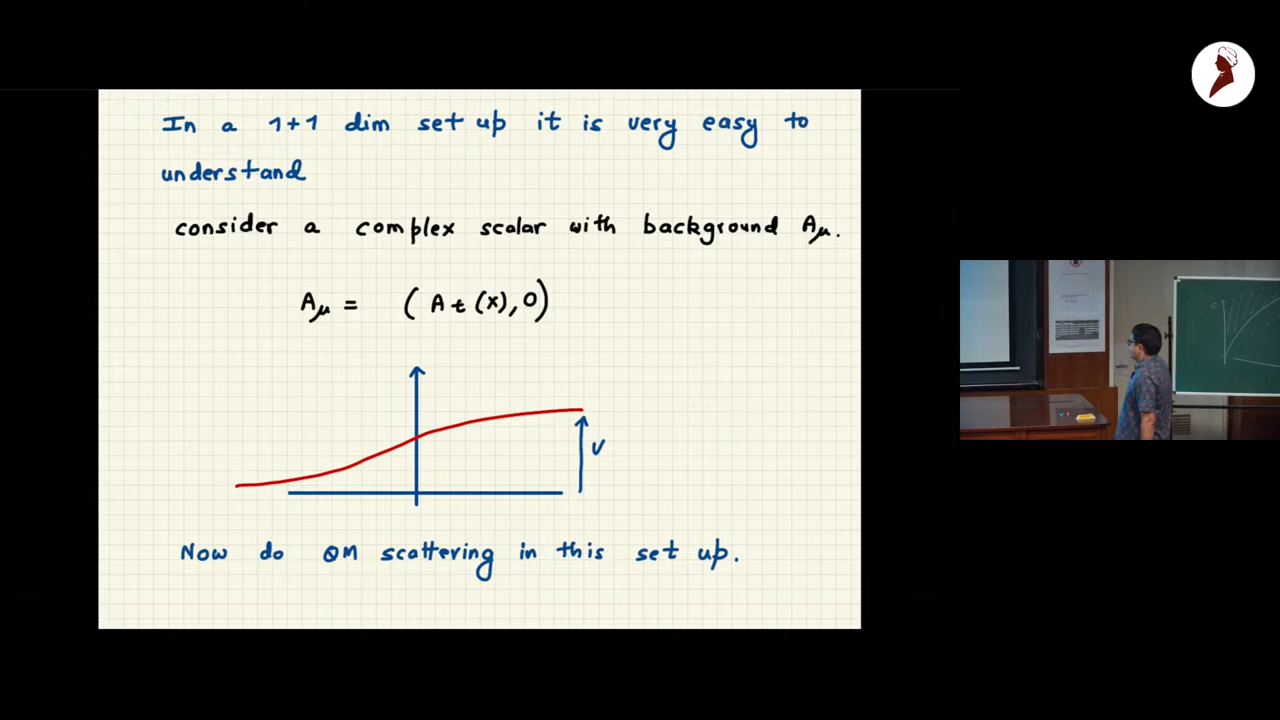 In a 1+1 dim set up it is very easy to
understand
consider a complex scalar with background Aμ.
Aμ = ( At(x), 0)
V
Now do QM scattering in this set up.